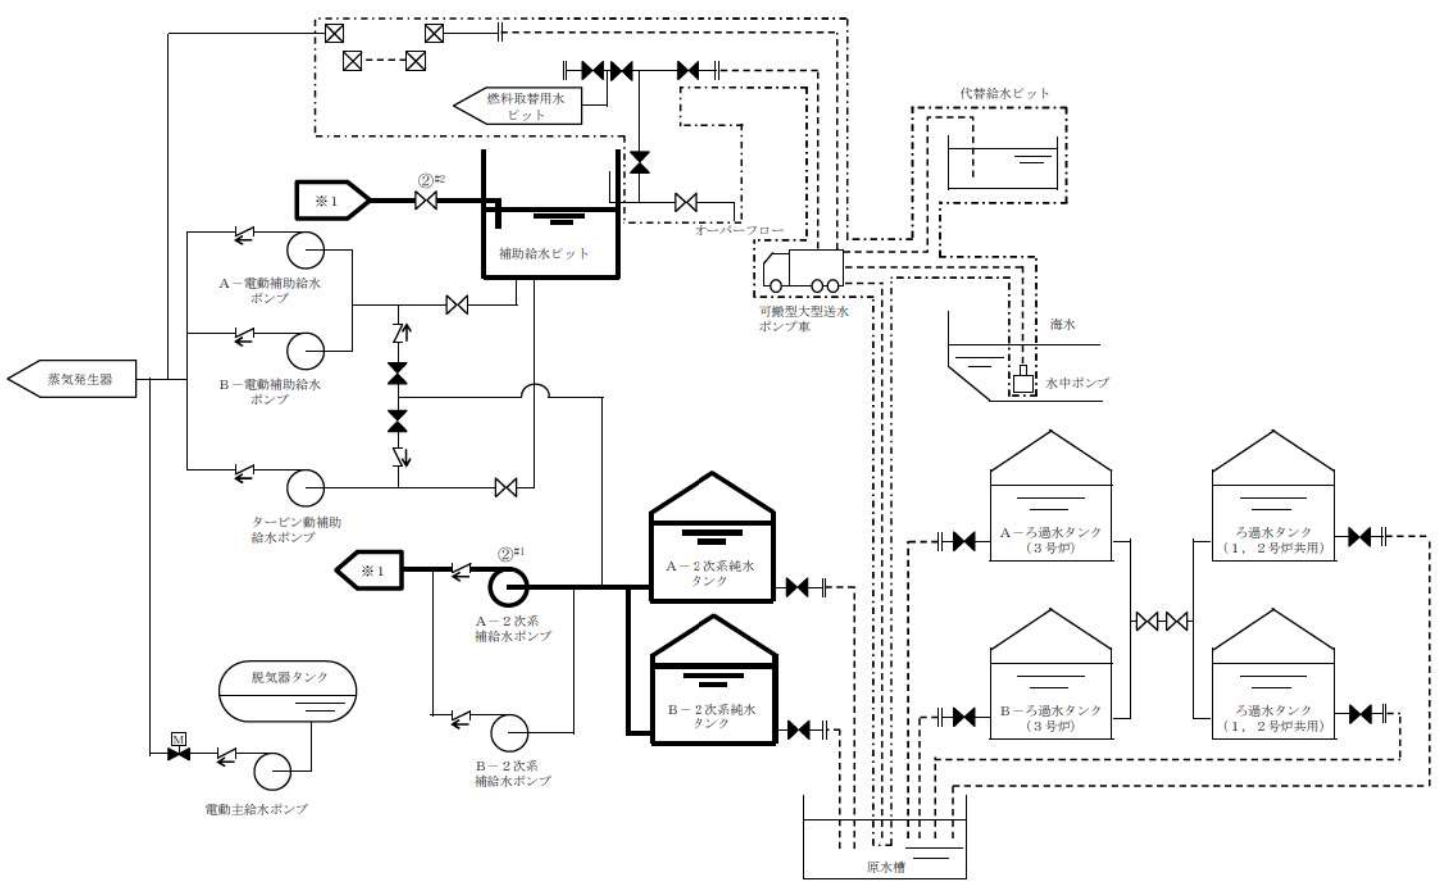 代替給水ピット
燃料取替用水
ピット
②#2
※1
オーバーフロー
補助給水ピット
A-電動補助給水
ポンプ
可搬型大型送水
ポンプ車
海水
水中ポンプ
蒸気発生器
B-電動補助給水
ポンプ
タービン動補助
給水ポンプ
②#1
※1
A-2次系純水
タンク
A-ろ過水タンク
(3号炉)
ろ過水タンク
(1,2号炉共用)
A-2次系
補給水ポンプ
脱気器タンク
B-2次系純水
タンク
B-ろ過水タンク
(3号炉)
ろ過水タンク
(1,2号炉共用)
M
B-2次系
補給水ポンプ
電動主給水ポンプ
原水槽